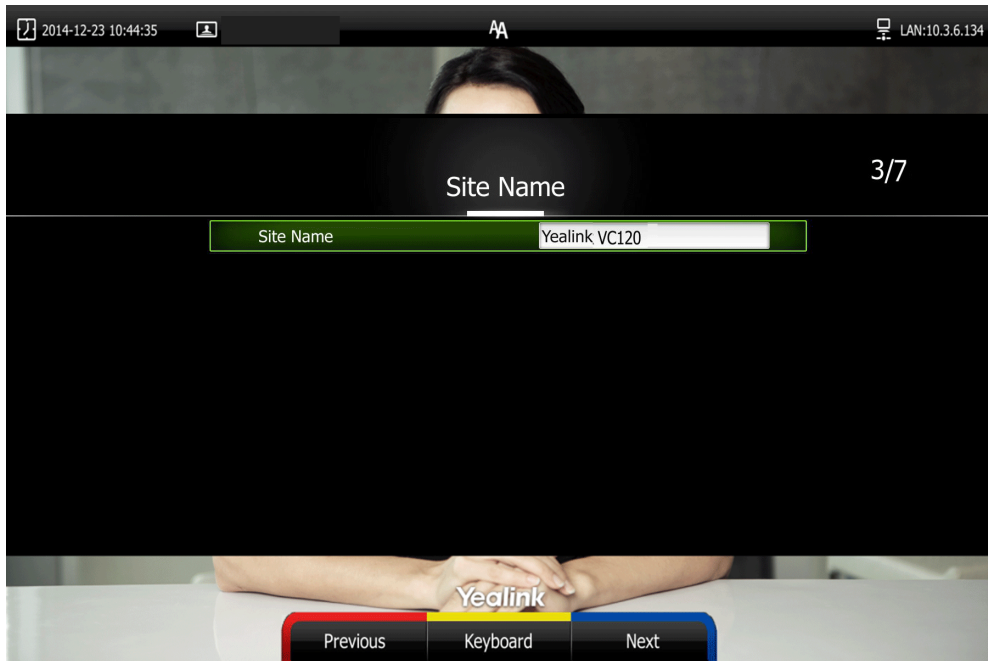 2014-12-23 10:44:35 AA LAN:10.3.6.134
3/7
Site Name
Site Name Yealink VC120
Yealink
Previous Keyboard Next